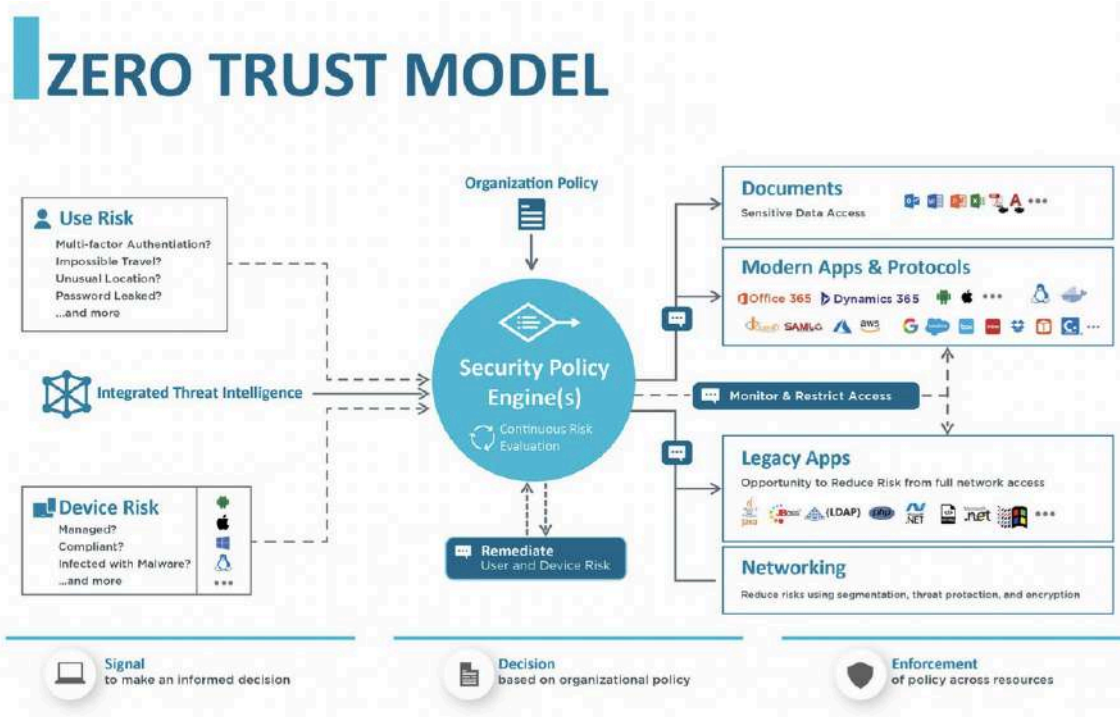 ZERO TRUST MODEL
Use Risk
Multi-factor Authentiation?
Impossible Travel?
Unusual Location?
Password Leaked?
...and more
Integrated Threat Intelligence
Device Risk
Managed?
Compliant?
Infected with Malware?
...and more
Organization Policy
Security Policy
Engine(s)
Continuous Risk
Evaluation
Remediate
User and Device Risk
Documents
Sensitive Data Access
Modern Apps & Protocols
Office 365 Dynamics 365
aws
Monitor & Restrict Access
Legacy Apps
Opportunity to Reduce Risk from full network access
Java JBoss (LDAP) php .NET .net
Networking
Reduce risks using segmentation, threat protection, and encryption
Signal
to make an informed decision
Decision
based on organizational policy
Enforcement
of policy across resources